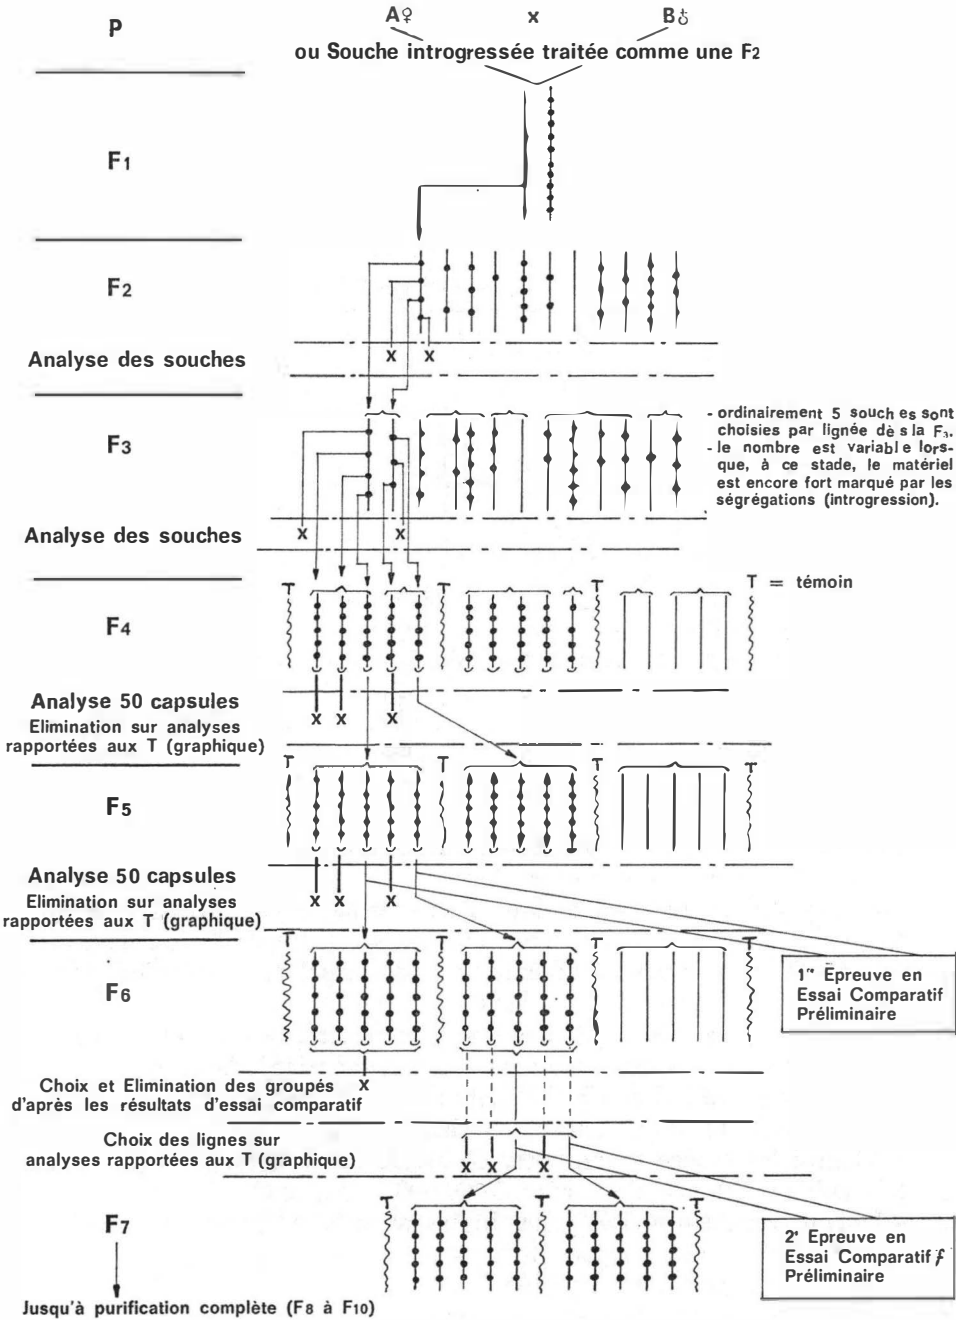 P
A♀ x B♂
ou Souche introgressée traitée comme une F2
F1
F2
x x
Analyse des souches
F3
- ordinairement 5 souches sont
choisies par lignée dès la F3.
- le nombre est variable lors-
que, à ce stade, le matériel
est encore fort marqué par les
ségrégations (introgression).
x x
Analyse des souches
T T T T = témoin
F4
Analyse 50 capsules
x x x
Elimination sur analyses
rapportées aux T (graphique)
T T T T
F5
Analyse 50 capsules
x x x
Elimination sur analyses
rapportées aux T (graphique)
T T T T
F6
1re Epreuve en
Essai Comparatif
Préliminaire
x
Choix et Elimination des groupés
d'après les résultats d'essai comparatif
Choix des lignes sur
analyses rapportées aux T (graphique)
x x x
T T T
F7
2e Epreuve en
Essai Comparatif
Préliminaire
Jusqu'à purification complète (F8 à F10)